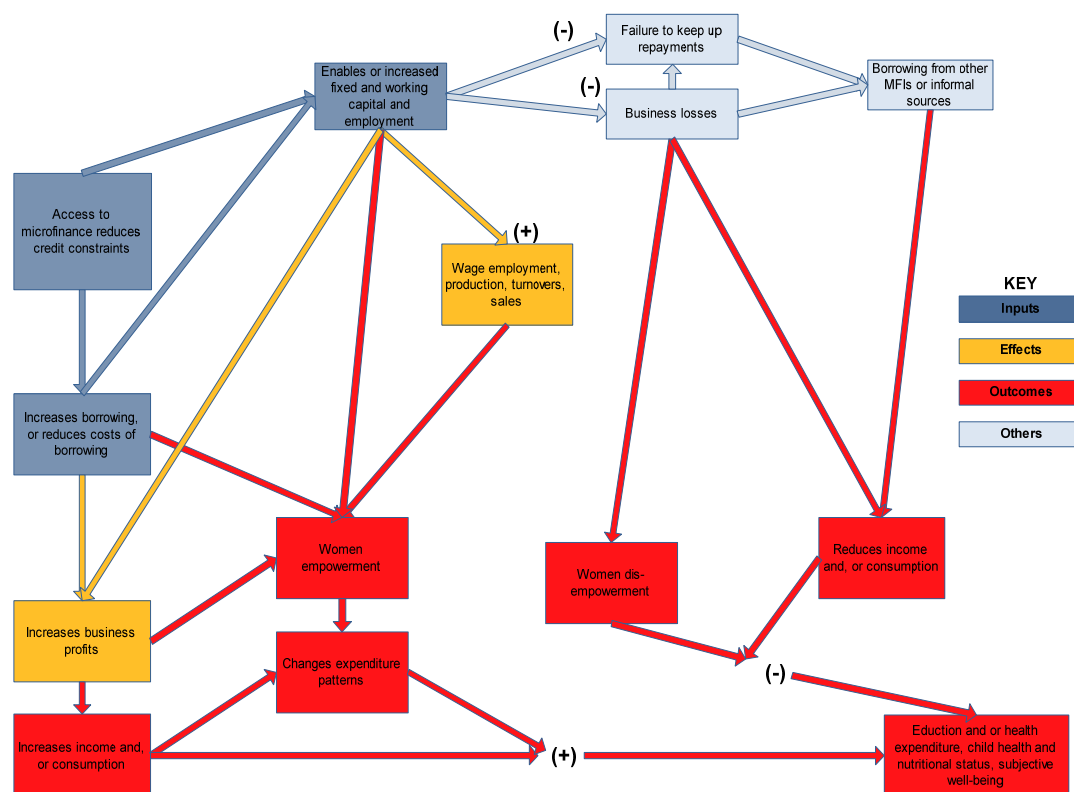 (-)
Failure to keep up
repayments
Enables or increased
fixed and working
capital and
employment
(-)
Business losses
Borrowing from other
MFIs or informal
sources
Access to
microfinance reduces
credit constraints
(+)
Wage employment,
production, turnovers,
sales
KEY
Inputs
Effects
Outcomes
Others
Increases borrowing,
or reduces costs of
borrowing
Women
empowerment
Women dis-
empowerment
Reduces income
and, or consumption
Increases business
profits
Changes expenditure
patterns
(-)
Increases income and,
or consumption
(+)
Eduction and or health
expenditure, child health and
nutritional status, subjective
well-being